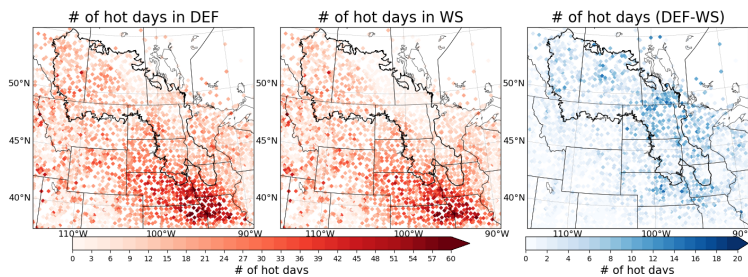 # of hot days in DEF
# of hot days in WS
# of hot days (DEF-WS)
50°N
45°N
40°N
50°N
45°N
40°N
50°N
45°N
40°N
110°W 100°W 90°W
110°W 100°W 90°W
110°W 100°W 90°W
0 3 6 9 12 15 18 21 24 27 30 33 36 39 42 45 48 51 54 57 60
0 2 4 6 8 10 12 14 16 18 20
# of hot days
# of hot days